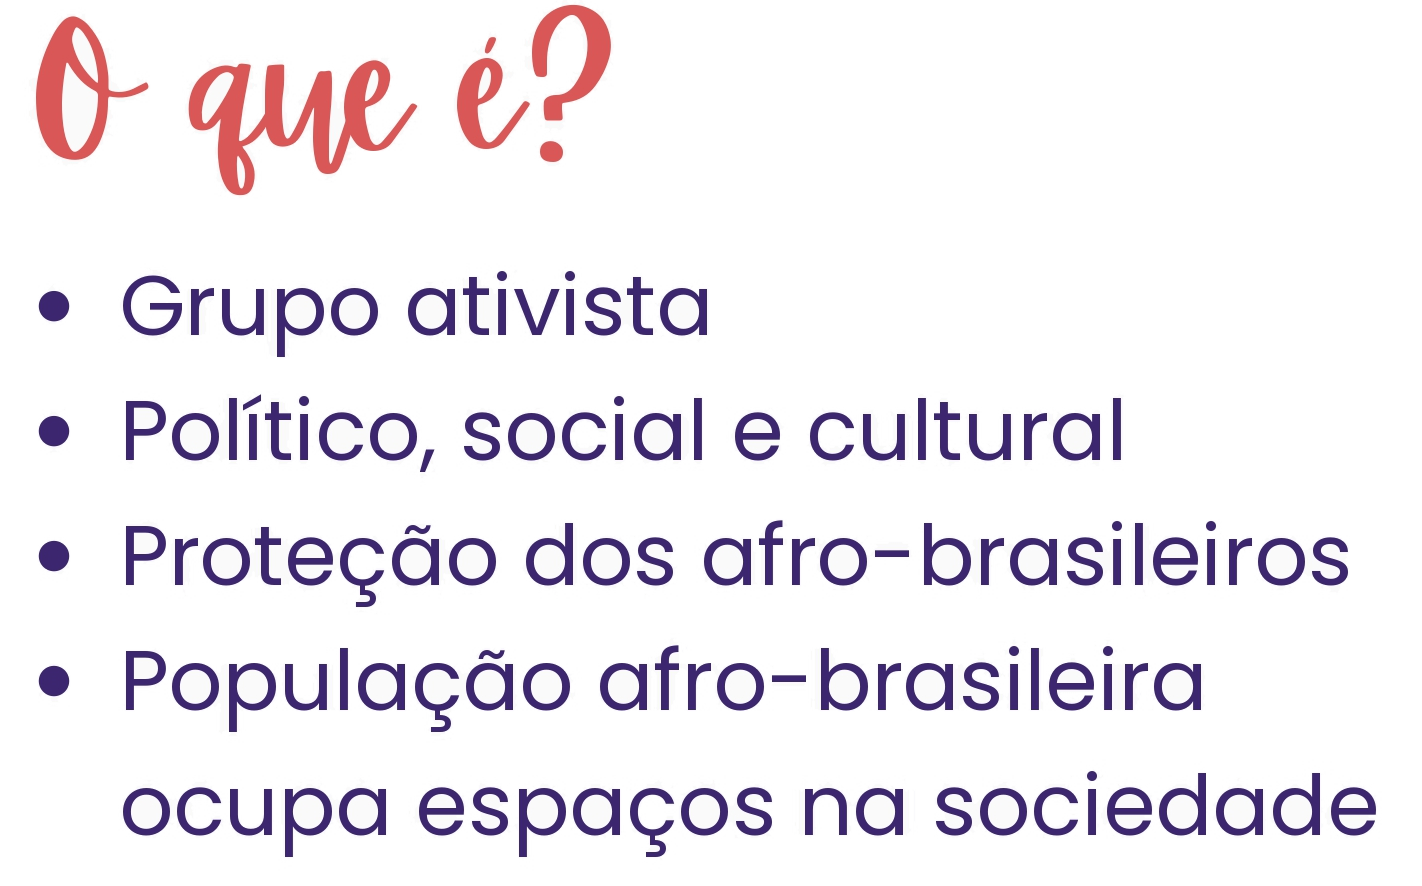 O que é?
• Grupo ativista
• Político, social e cultural
• Proteção dos afro-brasileiros
• População afro-brasileira
ocupa espaços na sociedade